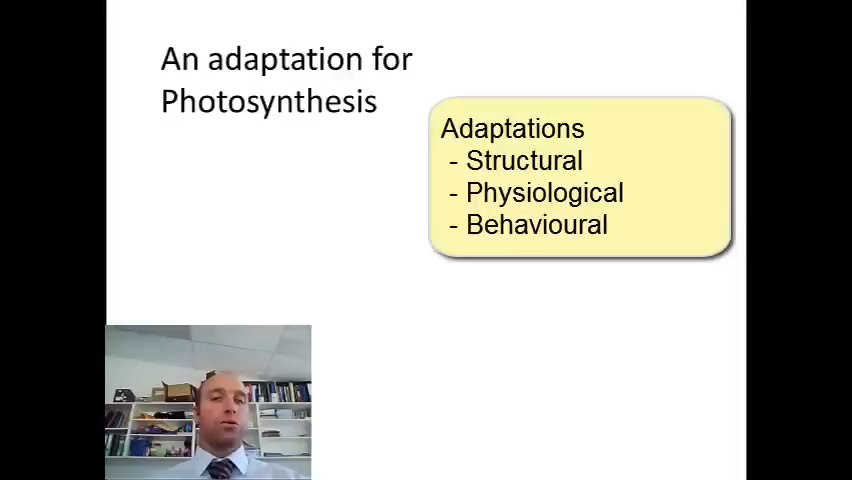 An adaptation for
Photosynthesis
Adaptations
- Structural
- Physiological
- Behavioural